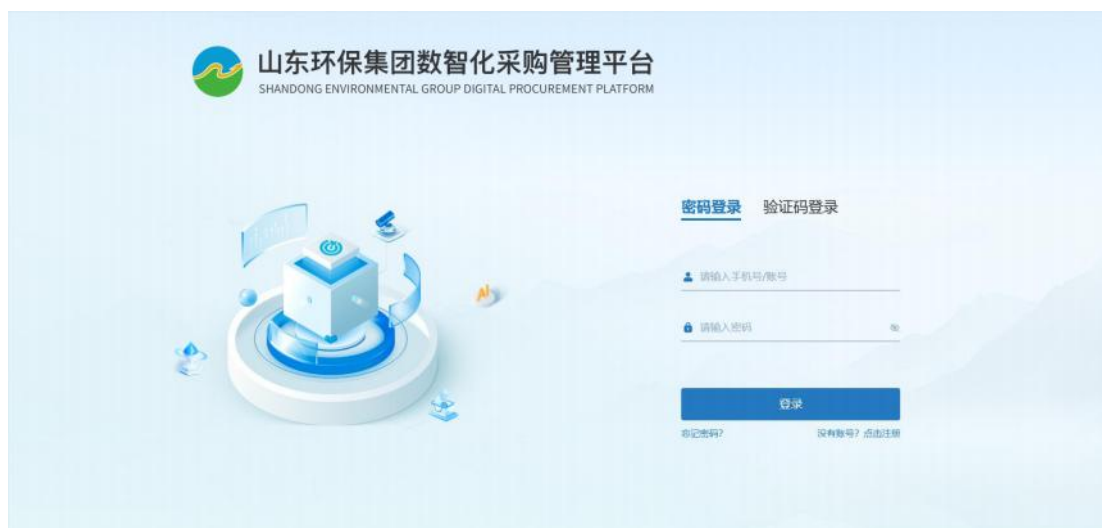 山东环保集团数智化采购管理平台
SHANDONG ENVIRONMENTAL GROUP DIGITAL PROCUREMENT PLATFORM
密码登录 验证码登录
请输入手机号/账号
请输入密码
AI
登录
忘记密码? 没有账号? 点击注册